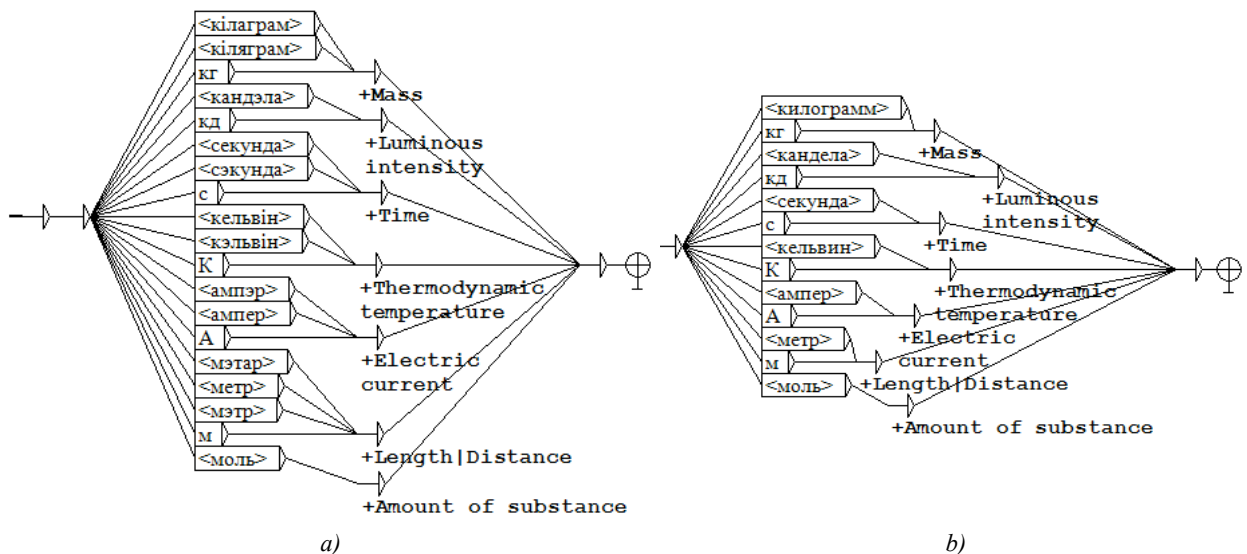 <кілаграм>
<кіляграм>
кг
+Mass
<кандэла>
кд
+Luminous
intensity
<секунда>
<сэкунда>
с
+Time
<кельвін>
<кэльвін>
К
+Thermodynamic
temperature
<ампэр>
<ампер>
А
+Electric
current
<мэтар>
<метр>
<мэтр>
м
+Length|Distance
<моль>
+Amount of substance
a)
<килограмм>
кг
+Mass
<кандела>
кд
+Luminous
intensity
<секунда>
с
+Time
<кельвин>
К
+Thermodynamic
temperature
<ампер>
А
+Electric
current
<метр>
м
+Length|Distance
<моль>
+Amount of substance
b)